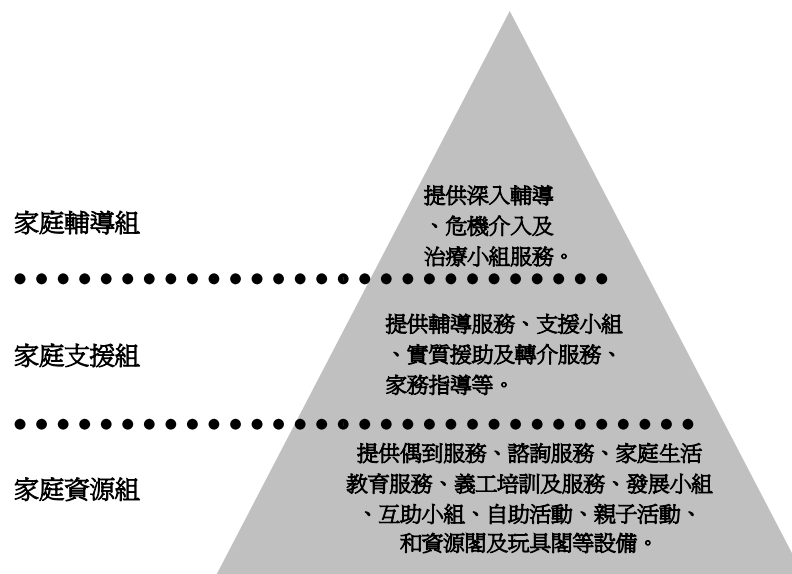 家庭輔導組
提供深入輔導
、危機介入及
治療小組服務。
家庭支援組
提供輔導服務、支援小組
、實質援助及轉介服務、
家務指導等。
家庭資源組
提供偶到服務、諮詢服務、家庭生活
教育服務、義工培訓及服務、發展小組
、互助小組、自助活動、親子活動、
和資源閣及玩具閣等設備。